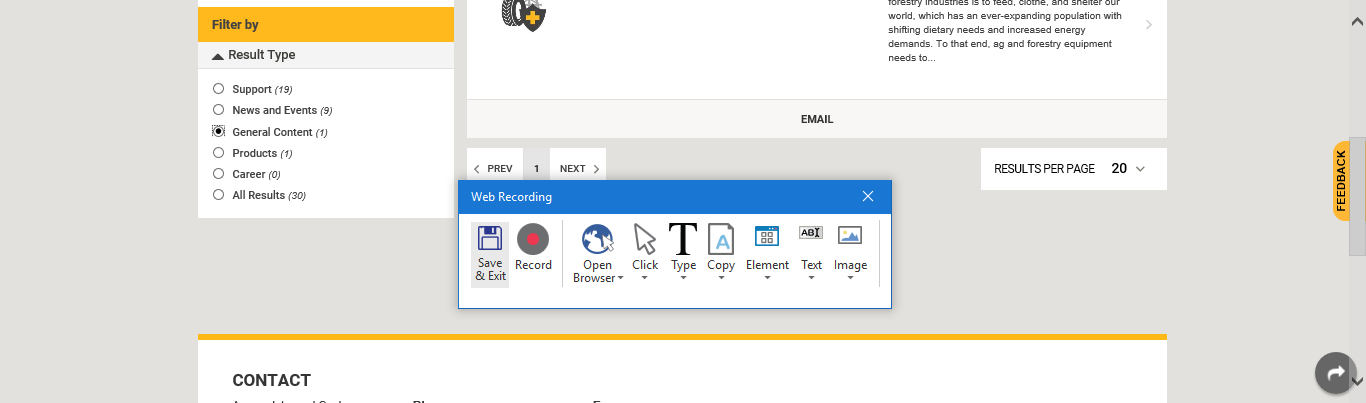 forestry industries is to feed, clothe, and shelter our
world, which has an ever-expanding population with
shifting dietary needs and increased energy
demands. To that end, ag and forestry equipment
needs to...
EMAIL
Filter by
Result Type
Support (19)
News and Events (9)
General Content (1)
Products (1)
Career (0)
All Results (30)
PREV 1 NEXT
RESULTS PER PAGE 20
FEEDBACK
Web Recording
Save & Exit
Record
Open Browser
Click
Type
Copy
Element
Text
Image
CONTACT